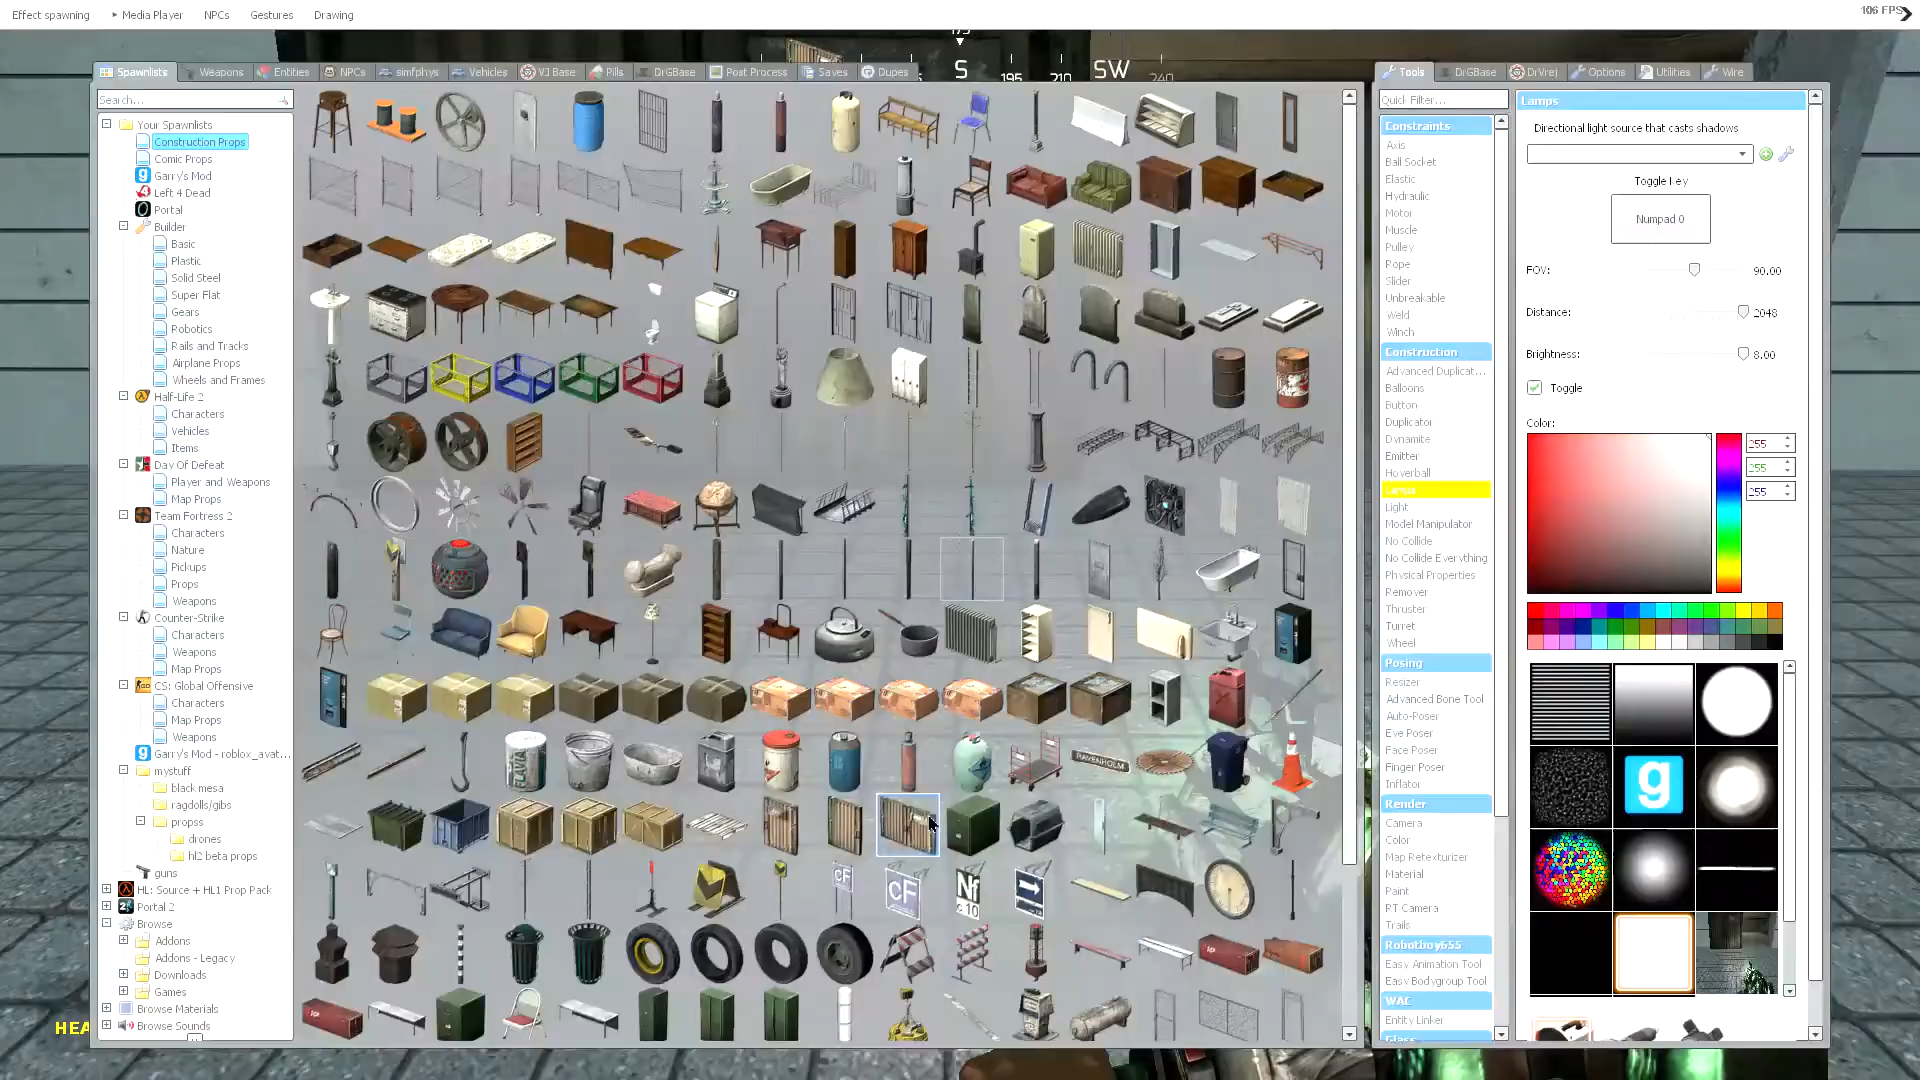 Effect spawning
Media Player
NPCs
Gestures
Drawing
106 FPS
S
195
210
SW
240
Spawnlists
Weapons
Entities
NPCs
simfphys
Vehicles
VJ Base
Pills
DrGBase
Post Process
Saves
Dupes
Search...
Your Spawnlists
Construction Props
Comic Props
Garry's Mod
Left 4 Dead
Portal
Builder
Basic
Plastic
Solid Steel
Super Flat
Gears
Robotics
Rails and Tracks
Airplane Props
Wheels and Frames
Half-Life 2
Characters
Vehicles
Items
Day Of Defeat
Player and Weapons
Map Props
Team Fortress 2
Characters
Nature
Pickups
Props
Weapons
Counter-Strike
Characters
Weapons
Map Props
CS: Global Offensive
Characters
Map Props
Weapons
Garry's Mod - roblox_avat...
mystuff
black mesa
ragdolls/gibs
propss
drones
hl2 beta props
guns
HL: Source + HL1 Prop Pack
Portal 2
Browse
Addons
Addons - Legacy
Downloads
Games
Browse Materials
Browse Sounds
HEA
RAVENHOLM
CF
CF
Nf
c 10
Tools
DrGBase
DrVrej
Options
Utilities
Wire
Quick Filter...
Constraints
Axis
Ball Socket
Elastic
Hydraulic
Motor
Muscle
Pulley
Rope
Slider
Unbreakable
Weld
Winch
Construction
Advanced Duplicat...
Balloons
Button
Duplicator
Dynamite
Emitter
Hoverball
Lamps
Light
Model Manipulator
No Collide
No Collide Everything
Physical Properties
Remover
Thruster
Turret
Wheel
Posing
Resizer
Advanced Bone Tool
Auto-Poser
Eye Poser
Face Poser
Finger Poser
Inflator
Render
Camera
Color
Map Retexturizer
Material
Paint
RT Camera
Trails
Robotboy655
Easy Animation Tool
Easy Bodygroup Tool
WAC
Entity Linker
Lamps
Directional light source that casts shadows
Toggle Key
Numpad 0
FOV:
90.00
Distance:
2048
Brightness:
8.00
Toggle
Color:
255
255
255
g